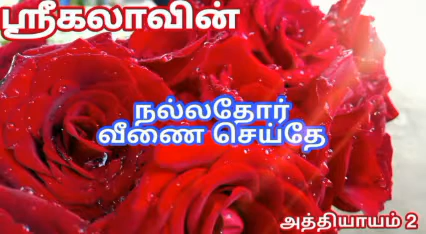 ஸ்ரீகலாவின்
நல்லதோர்
வீணை செய்தே
அத்தியாயம் 2